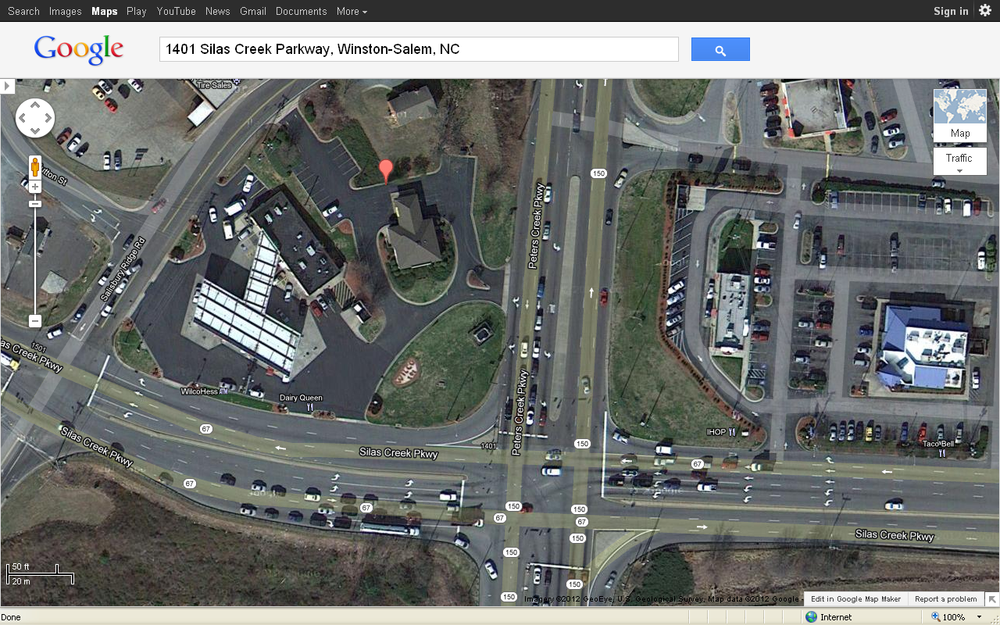 Search Images Maps Play YouTube News Gmail Documents More Sign in
Google 1401 Silas Creek Parkway, Winston-Salem, NC
Tire Sales
Map
Traffic
150
Peters Creek Pkwy
Salisbury Ridge Rd
1501
Silas Creek Pkwy
WilcoHess ATM
Dairy Queen
Peters Creek Pkwy
IHOP
Taco Bell
67
Silas Creek Pkwy
1401
150
67
Silas Creek Pkwy
67
67
150
67
150
67
Silas Creek Pkwy
150
150
50 ft
20 m
150
150
Imagery ©2012 GeoEye, U.S. Geological Survey, Map data ©2012 Google - Edit in Google Map Maker Report a problem
Done Internet 100%